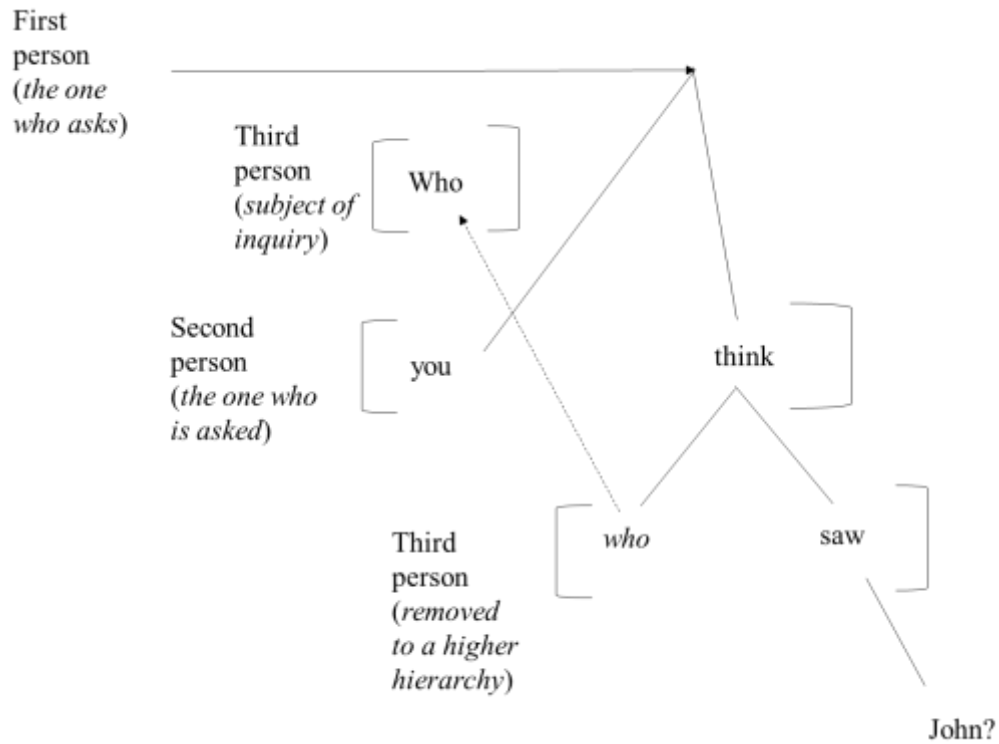 First
person
(the one
who asks)
Third
person
(subject of
inquiry)
Who
Second
person
(the one who
is asked)
you
think
Third
person
(removed
to a higher
hierarchy)
who
saw
John?